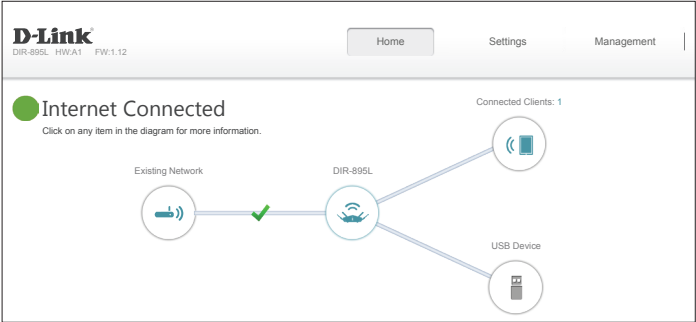 D-Link
DIR-895L HW:A1 FW:1.12
Home
Settings
Management
Internet Connected
Click on any item in the diagram for more information.
Connected Clients: 1
Existing Network
DIR-895L
USB Device